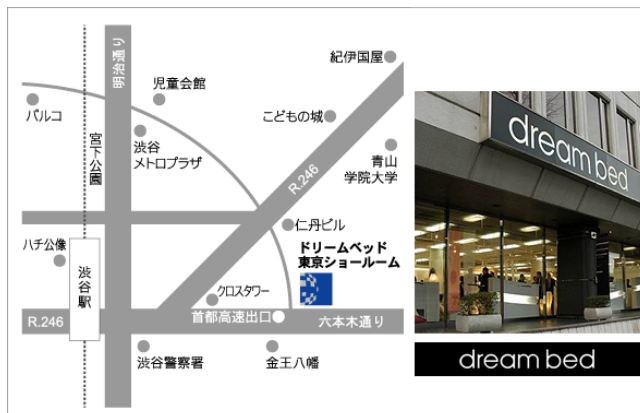 紀伊国屋
明治通り
児童会館
パルコ
こどもの城
渋谷
メトロプラザ
宮下公園
青山
学院大学
R.246
仁丹ビル
ハチ公像
ドリームベッド
東京ショールーム
渋谷駅
クロスタワー
R.246
首都高速出口
六本木通り
渋谷警察署
金王八幡
dream bed
dream bed